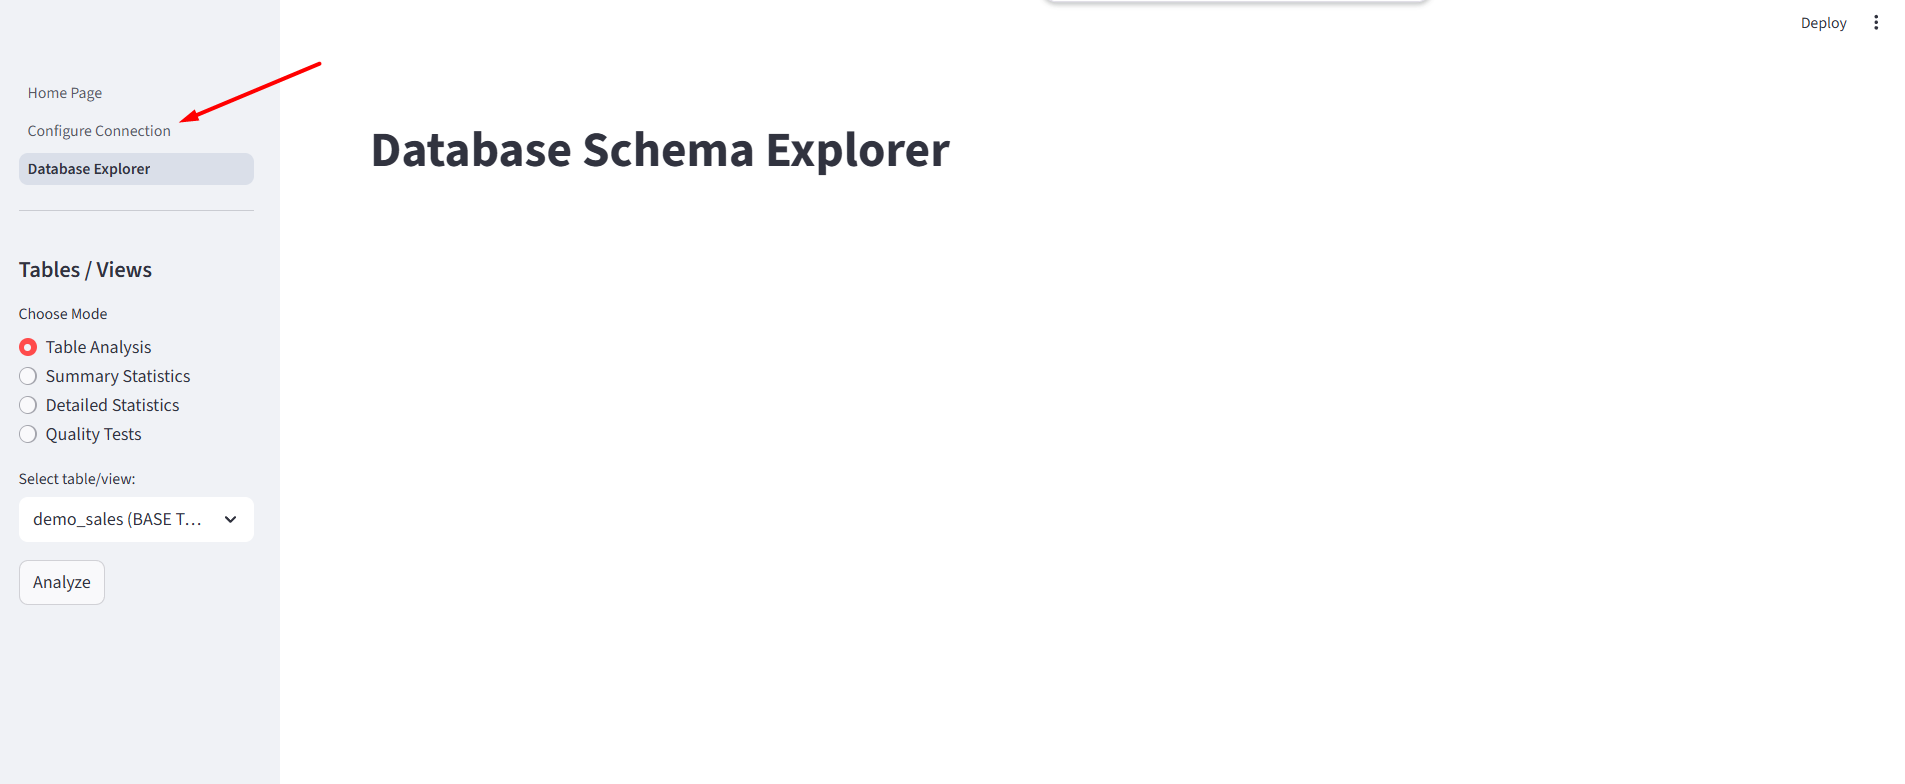 Deploy
Home Page
Configure Connection
Database Explorer
Database Schema Explorer
Tables / Views
Choose Mode
Table Analysis
Summary Statistics
Detailed Statistics
Quality Tests
Select table/view:
demo_sales (BASE T...
Analyze